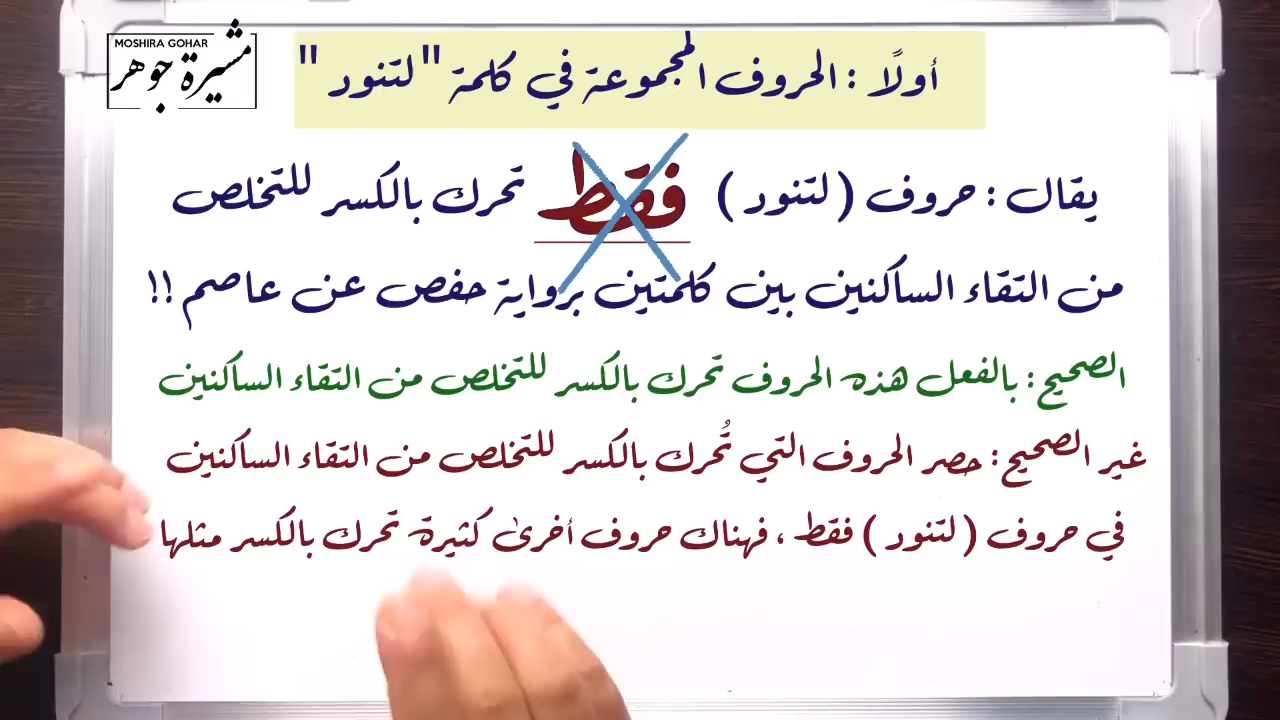 MOSHIRA GOHAR
مشيرة جوهر
أولًا : الحروف المجموعة في كلمة "لتنود"
يقال : حروف ( لتنود ) فقط تحرك بالكسر للتخلص
من التقاء الساكنين بين كلمتين برواية حفص عن عاصم !!
الصحيح : بالفعل هذه الحروف تحرك بالكسر للتخلص من التقاء الساكنين
غير الصحيح : حصر الحروف التي تُحرك بالكسر للتخلص من التقاء الساكنين
في حروف ( لتنود ) فقط ، فهناك حروف أخرىٰ كثيرة تحرك بالكسر مثلها